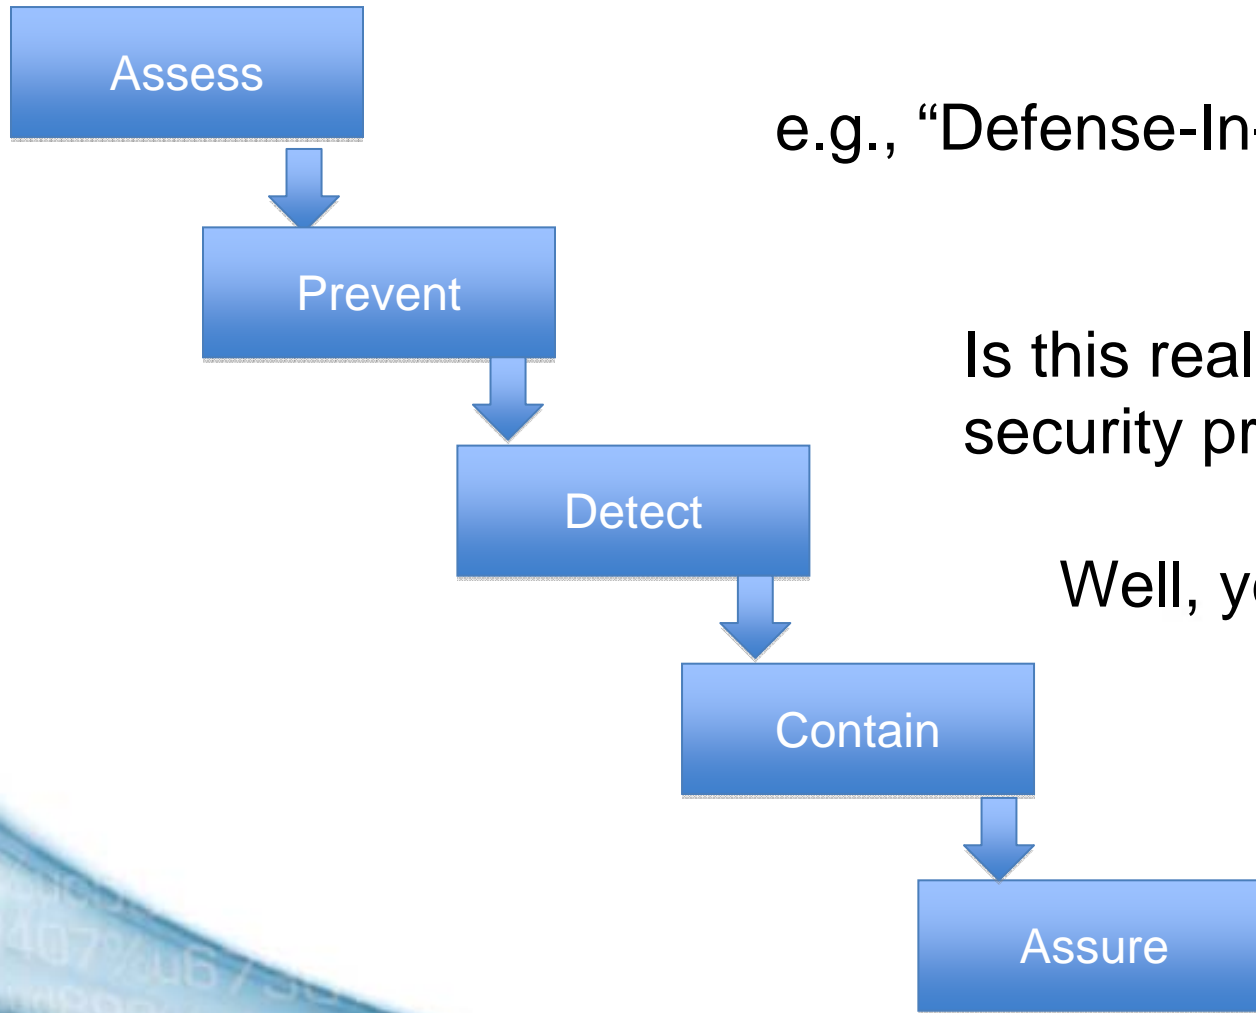 Assess
e.g., “Defense-In-
Prevent
Is this real
security pr
Detect
Well, y
Contain
Assure